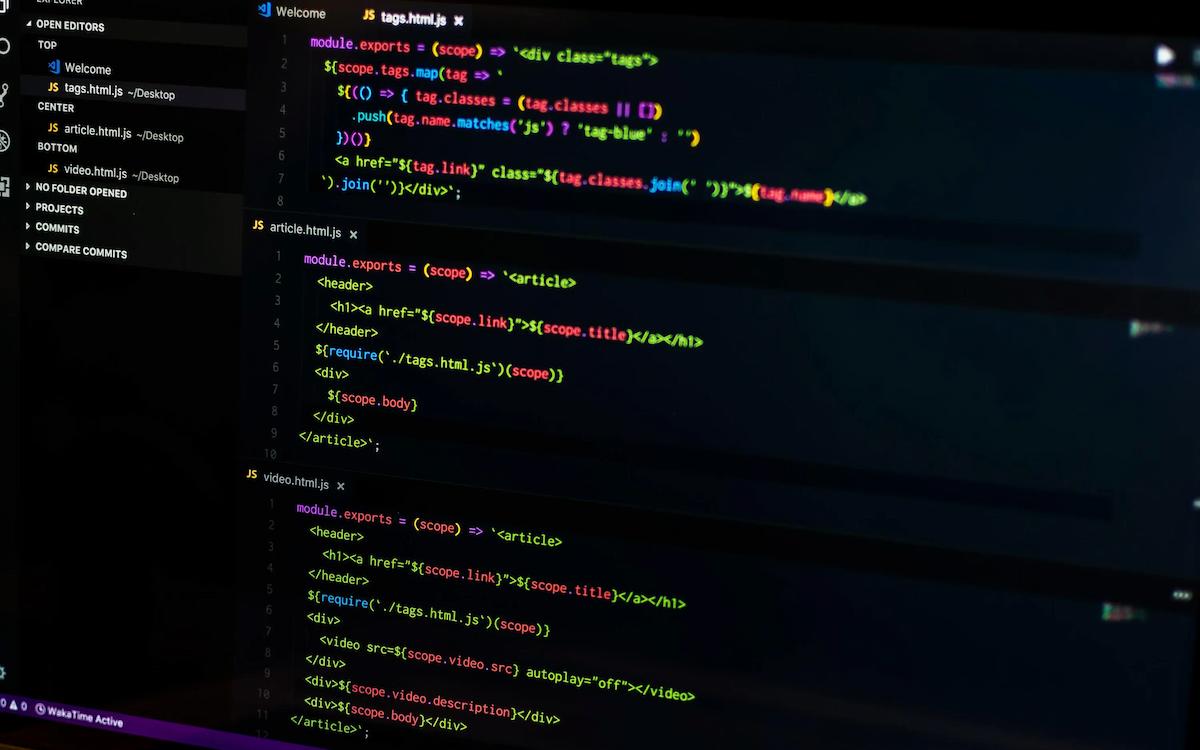 EXPLORER
OPEN EDITORS
TOP
Welcome
JS tags.html.js ~/Desktop
CENTER
JS article.html.js ~/Desktop
BOTTOM
JS video.html.js ~/Desktop
NO FOLDER OPENED
PROJECTS
COMMITS
COMPARE COMMITS
0 0 WakaTime Active
Welcome JS tags.html.js ×
1 module.exports = (scope) => `<div class="tags">
2 ${scope.tags.map(tag => `
3 ${(() => { tag.classes = (tag.classes || [])
4 .push(tag.name.matches('js') ? 'tag-blue' : '')
5 })()}
6 <a href="${tag.link}" class="${tag.classes.join(" ")}">${tag.name}</a>
7 `).join('')}</div>`;
8
JS article.html.js ×
1 module.exports = (scope) => `<article>
2 <header>
3 <h1><a href="${scope.link}">${scope.title}</a></h1>
4 </header>
5 ${require(`./tags.html.js`)(scope)}
6 <div>
7 ${scope.body}
8 </div>
9 </article>`;
10
JS video.html.js ×
1 module.exports = (scope) => `<article>
2 <header>
3 <h1><a href="${scope.link}">${scope.title}</a></h1>
4 </header>
5 ${require(`./tags.html.js`)(scope)}
6 <div>
7 <video src=${scope.video.src} autoplay="off"></video>
8 </div>
9 <div>${scope.video.description}</div>
10 <div>${scope.body}</div>
11 </article>`;
12